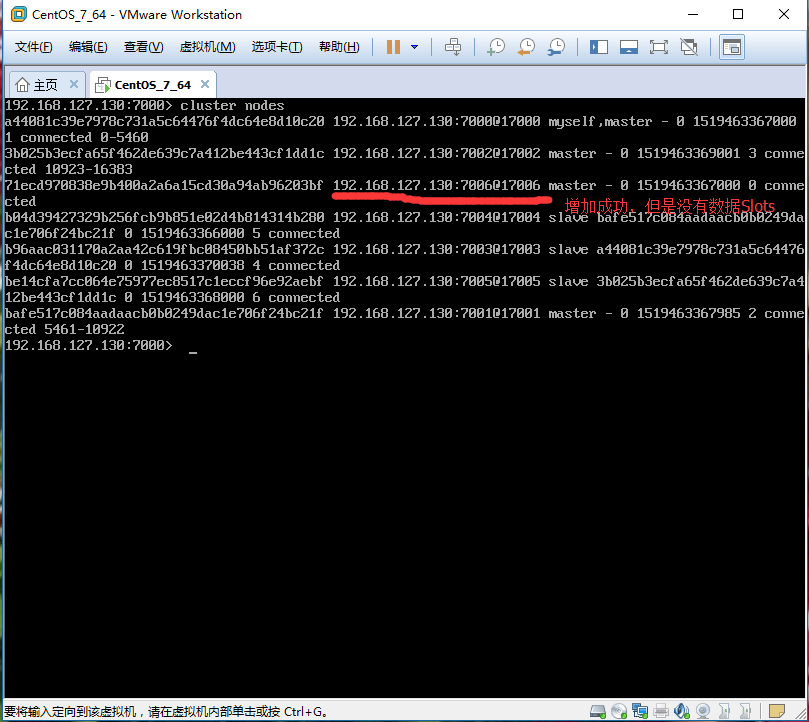 CentOS_7_64 - VMware Workstation
文件(F) 编辑(E) 查看(V) 虚拟机(M) 选项卡(T) 帮助(H)
主页 CentOS_7_64
192.168.127.130:7000> cluster nodes
a44081c39e7978c731a5c64476f4dc64e8d10c20 192.168.127.130:7000@17000 myself,master - 0 1519463367000
1 connected 0-5460
3b025b3ecfa65f462de639c7a412be443cf1dd1c 192.168.127.130:7002@17002 master - 0 1519463369001 3 conne
cted 10923-16383
71ecd970838e9b400a2a6a15cd30a94ab96203bf 192.168.127.130:7006@17006 master - 0 1519463367000 0 conne
cted
增加成功，但是没有数据Slots
b04d39427329b256fcb9b851e02d4b814314b280 192.168.127.130:7004@17004 slave bafe517c084aadaacb0b0249da
c1e706f24bc21f 0 1519463366000 5 connected
b96aac031170a2aa42c619fbc08450bb51af372c 192.168.127.130:7003@17003 slave a44081c39e7978c731a5c64476
f4dc64e8d10c20 0 1519463370038 4 connected
be14cfa7cc064e75977ec8517c1eccf96e92aebf 192.168.127.130:7005@17005 slave 3b025b3ecfa65f462de639c7a4
12be443cf1dd1c 0 1519463368000 6 connected
bafe517c084aadaacb0b0249dac1e706f24bc21f 192.168.127.130:7001@17001 master - 0 1519463367985 2 conne
cted 5461-10922
192.168.127.130:7000> _
要将输入定向到该虚拟机，请在虚拟机内部单击或按 Ctrl+G。